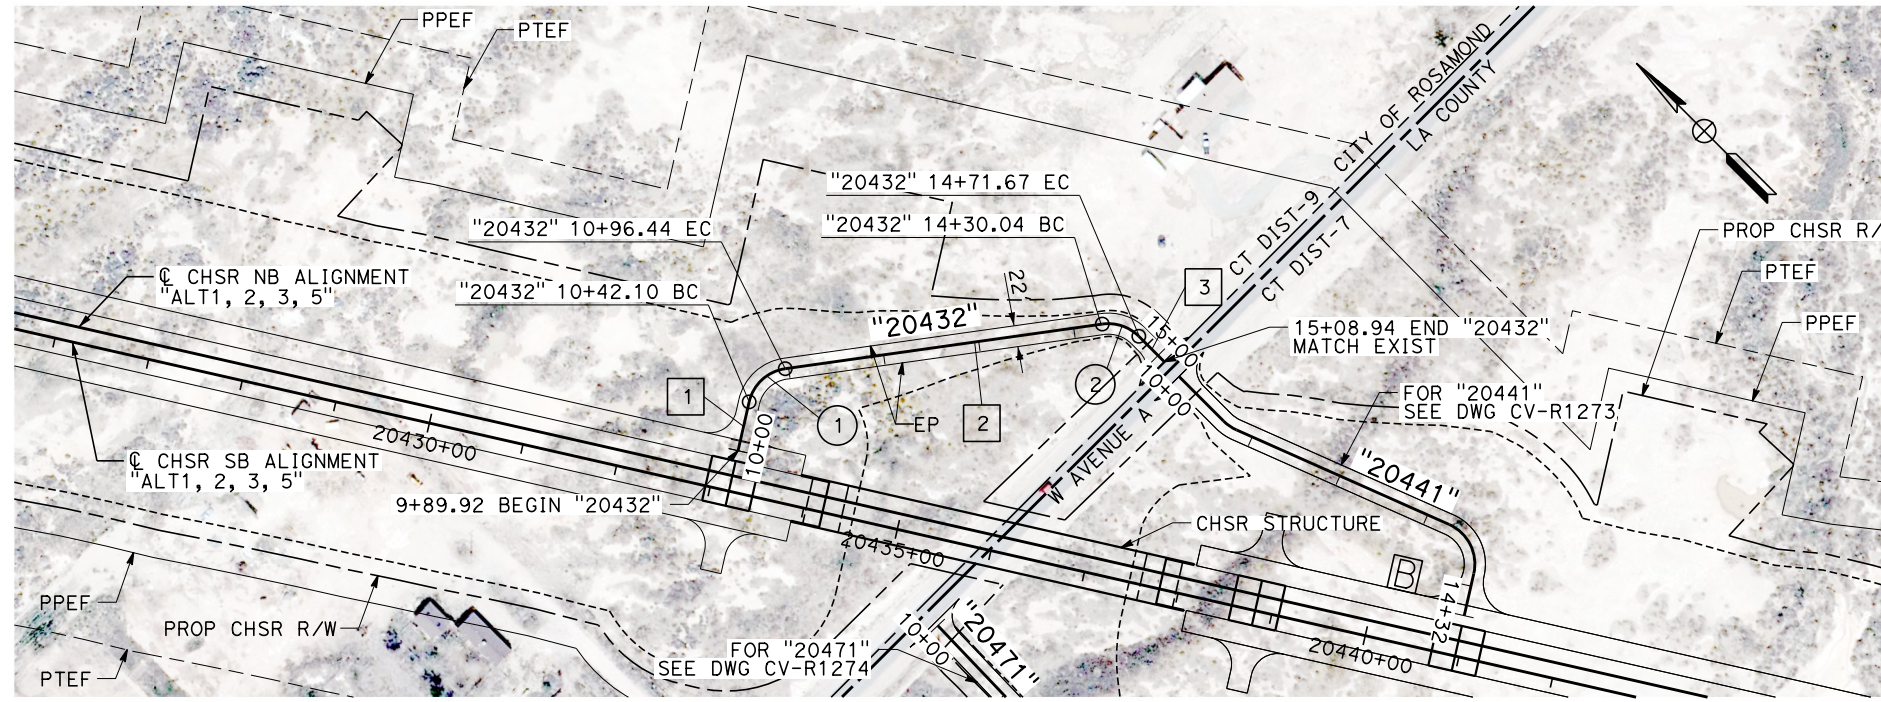 PPEF
PTEF
CITY OF ROSAMOND
LA COUNTY
CT DIST-9
CT DIST-7
"20432" 14+71.67 EC
"20432" 14+30.04 BC
"20432" 10+96.44 EC
"20432" 10+42.10 BC
PROP CHSR R/
PTEF
PPEF
℄ CHSR NB ALIGNMENT
"ALT1, 2, 3, 5"
22
3
"20432"
15+00
15+08.94 END "20432"
MATCH EXIST
1
2
10+00
FOR "20441"
SEE DWG CV-R1273
1
EP
2
10+00
W AVENUE A
20430+00
"20441"
℄ CHSR SB ALIGNMENT
"ALT1, 2, 3, 5"
9+89.92 BEGIN "20432"
CHSR STRUCTURE
20435+00
B
14+32
PPEF
PROP CHSR R/W
10+00
"20471"
FOR "20471"
SEE DWG CV-R1274
20440+00
PTEF